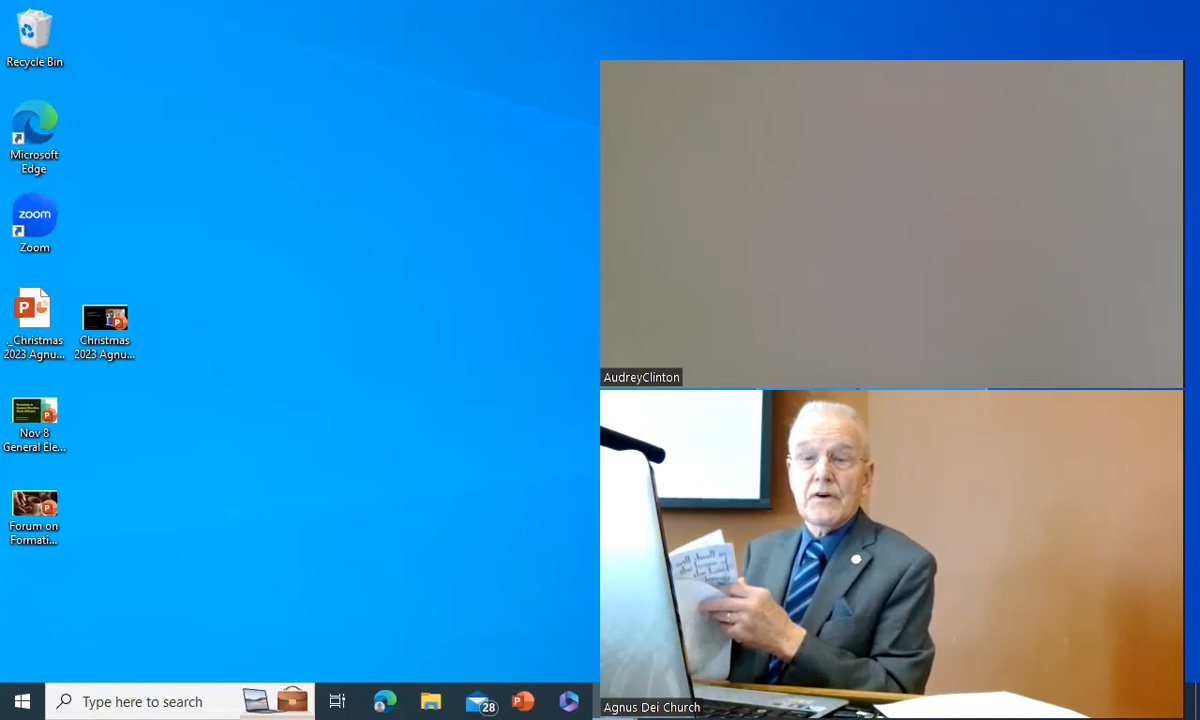 Recycle Bin
Microsoft
Edge
zoom
Zoom
._Christmas
2023 Agnu...
Christmas
2023 Agnu...
Nov 8
General Ele...
Forum on
Formati...
AudreyClinton
Agnus Dei Church
Type here to search
28